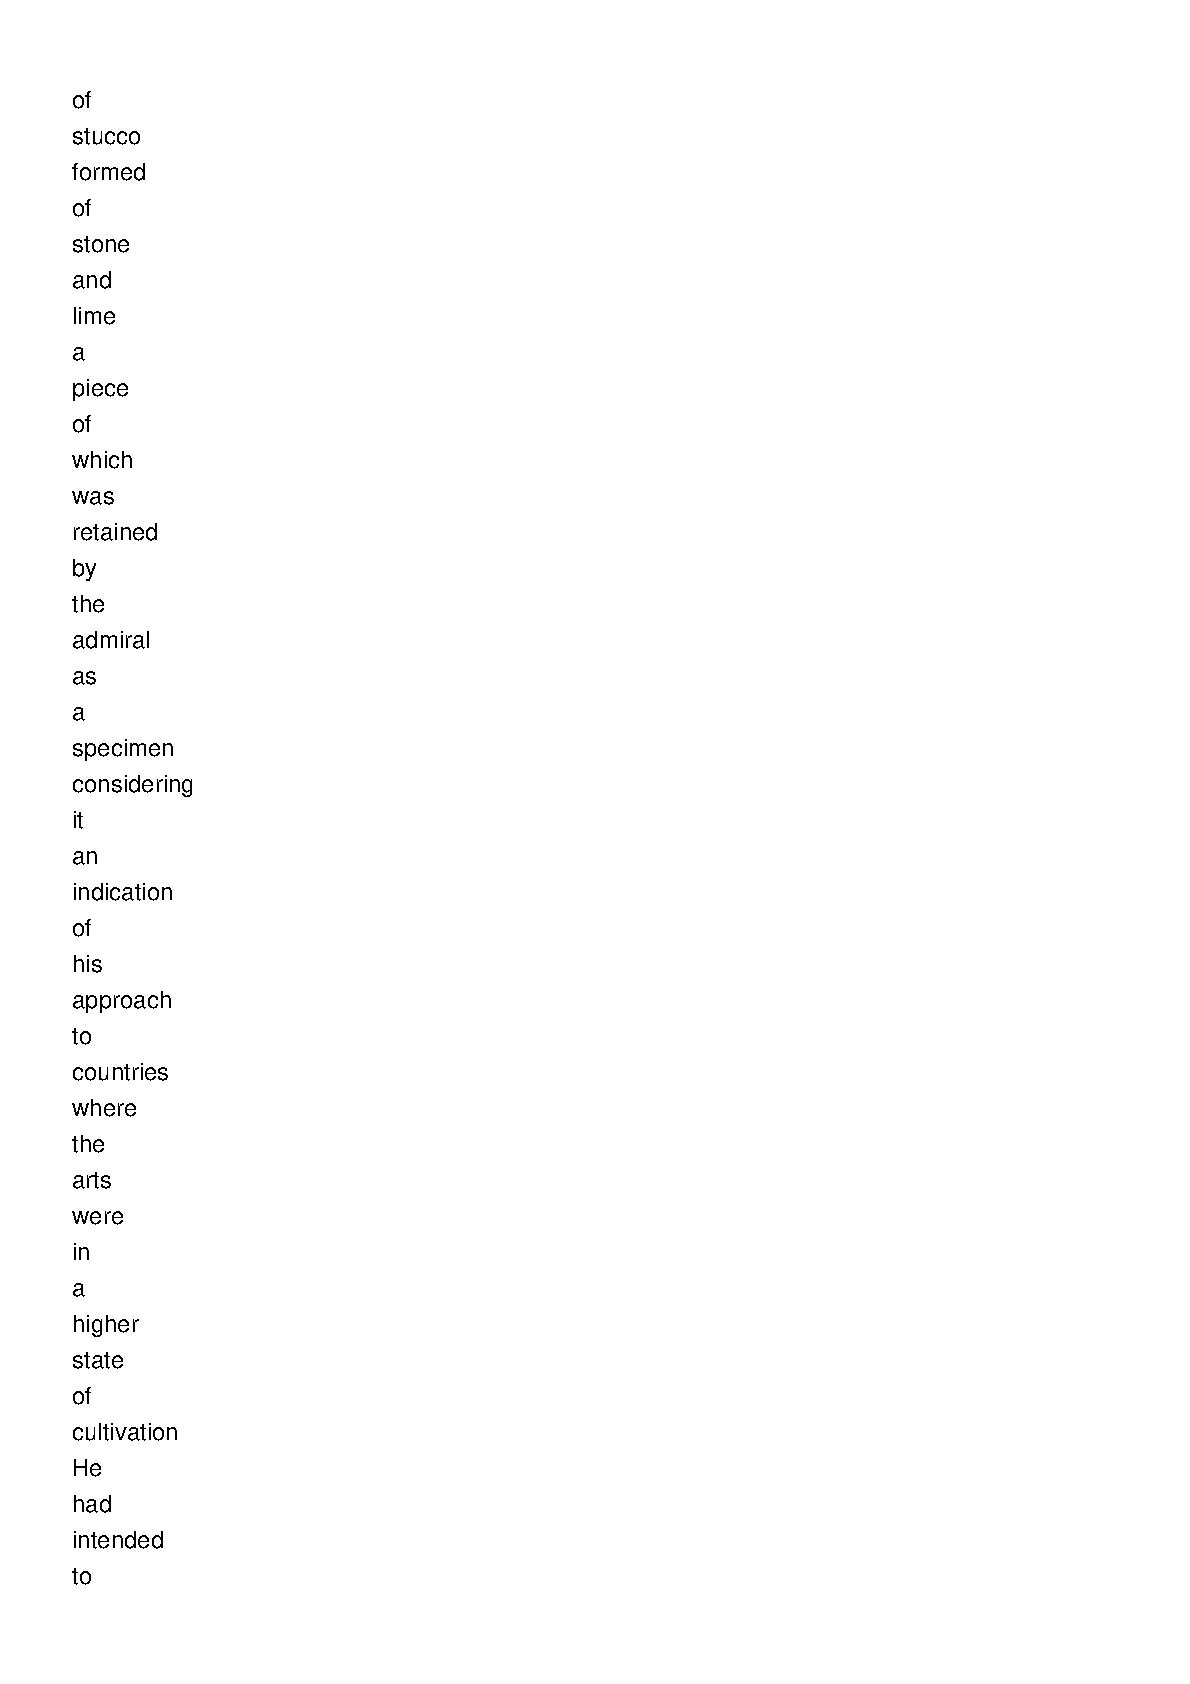 of
stucco
formed
of
stone
and
lime
a
piece
of
which
was
retained
by
the
admiral
as
a
specimen
considering
it
an
indication
of
his
approach
to
countries
where
the
arts
were
in
a
higher
state
of
cultivation
He
had
intended
to